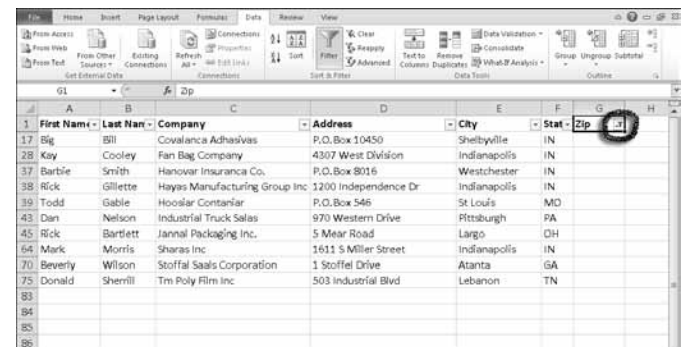 File Home Insert Page Layout Formulas Data Review View
From Access
From Web
From Text
From Other Sources
Existing Connections
Get External Data
Refresh All
Connections
Properties
Edit Links
Connections
Sort
Filter
Clear
Reapply
Advanced
Sort & Filter
Text to Columns
Remove Duplicates
Data Validation
Consolidate
What-If Analysis
Data Tools
Group Ungroup Subtotal
Outline
G1 fx Zip
A B C D E F G H
1 First Name Last Nam Company Address City Stat Zip
17 Big Bill Covalanca Adhasivas P.O.Box 10450 Shelbyville IN
28 Kay Cooley Fan Bag Company 4307 West Division Indianapolis IN
37 Barbie Smith Hanovar Insuranca Co. P.O.Box 8016 Westchester IN
38 Rick Gillette Hayas Manufacturing Group Inc 1200 Independence Dr Indianapolis IN
39 Todd Gable Hoosiar Contaniar P.O.Box 546 St Louis MO
43 Dan Nelson Industrial Truck Salas 970 Western Drive Pittsburgh PA
45 Rick Bartlett Jannal Packaging Inc. 5 Mear Road Largo OH
64 Mark Morris Sharas Inc 1611 S Miller Street Indianapolis IN
70 Beverly Wilson Stoffal Saals Corporation 1 Stoffel Drive Atanta GA
75 Donald Sherrill Tm Poly Film Inc 503 Industrial Blvd Lebanon TN
83
84
85
86